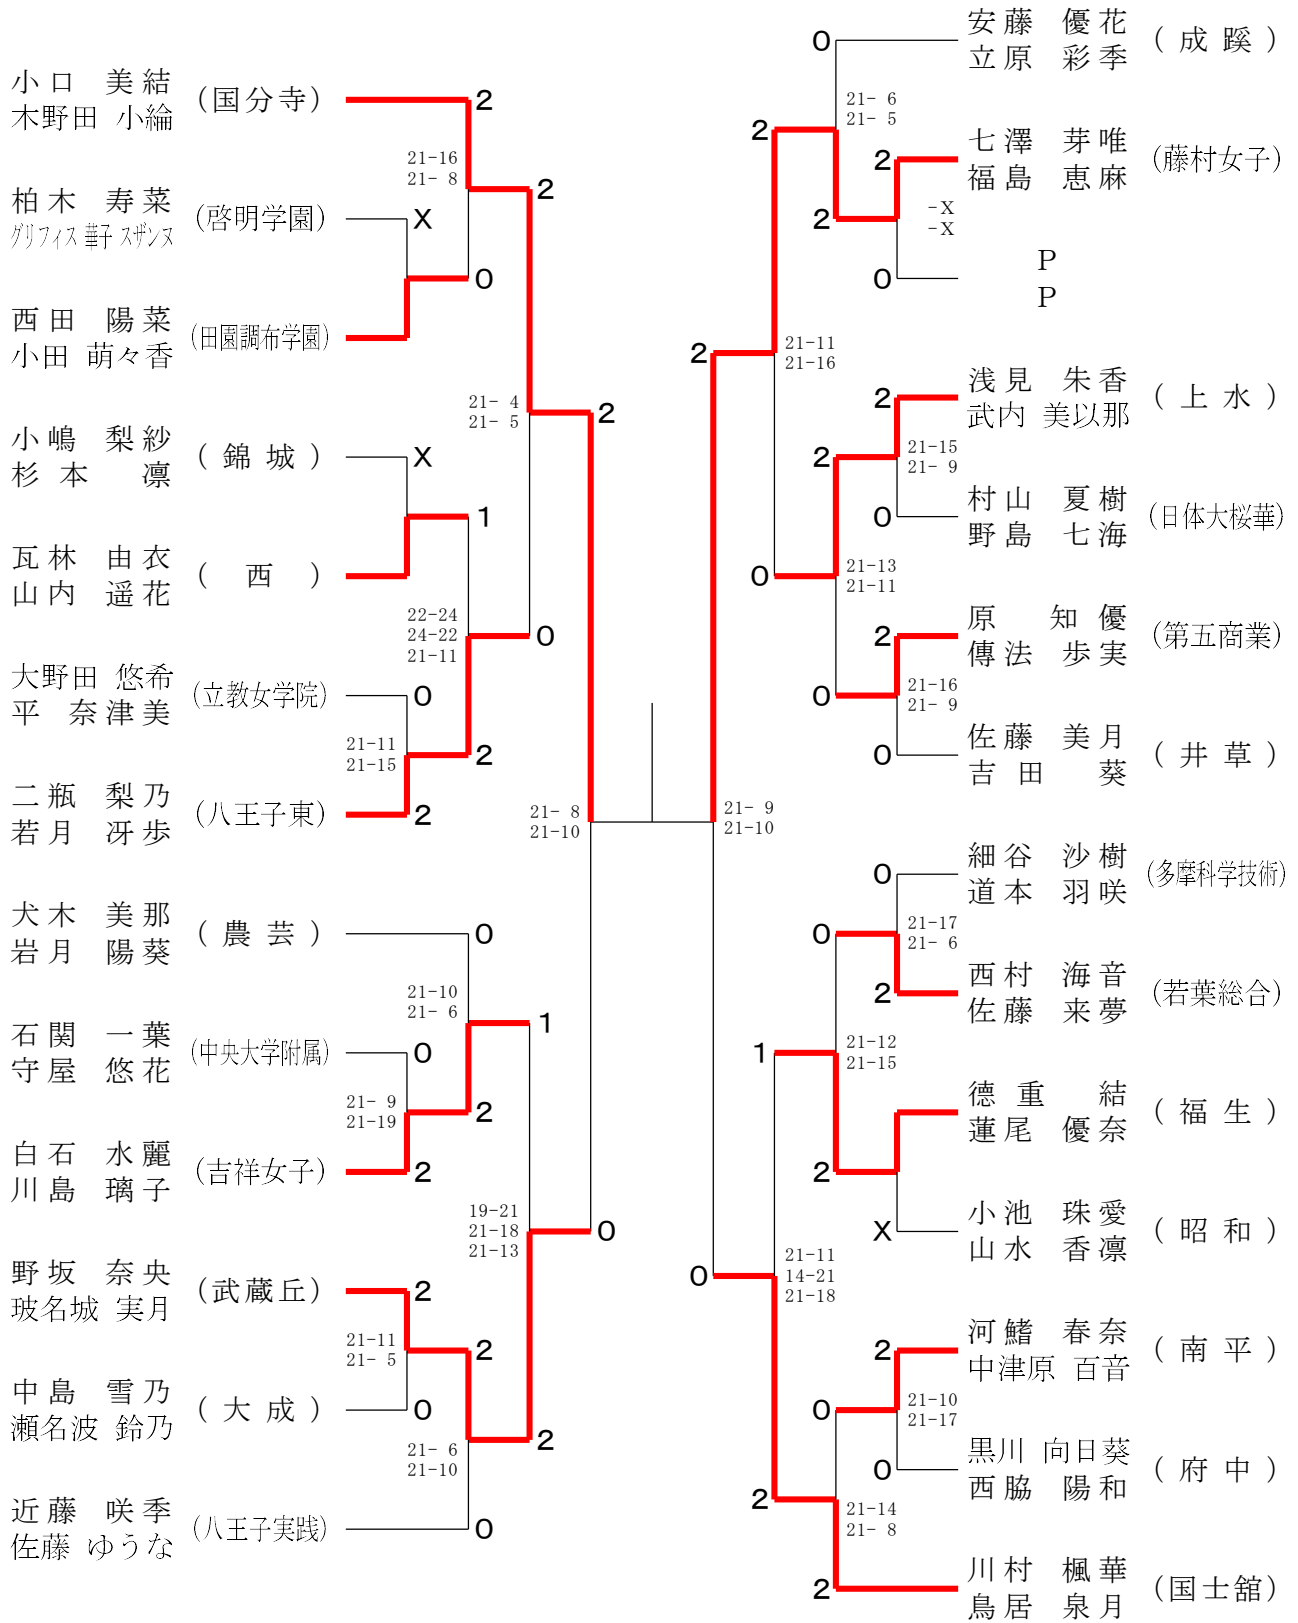 小口 美結
木野田 小綸
(国分寺)
2
21-16
21- 8
柏木 寿菜
グリフィス 華子 スザンヌ
(啓明学園)
X
2
0
西田 陽菜
小田 萌々香
(田園調布学園)
21- 4
21- 5
2
小嶋 梨紗
杉本 凛
(錦城)
X
1
瓦林 由衣
山内 遥花
(西)
22-24
24-22
21-11
0
大野田 悠希
平 奈津美
(立教女学院)
0
21-11
21-15
2
二瓶 梨乃
若月 冴歩
(八王子東)
2
21- 8
21-10
犬木 美那
岩月 陽葵
(農芸)
0
21-10
21- 6
1
石関 一葉
守屋 悠花
(中央大学附属)
0
21- 9
21-19
2
白石 水麗
川島 璃子
(吉祥女子)
2
19-21
21-18
21-13
0
野坂 奈央
玻名城 実月
(武蔵丘)
2
21-11
21- 5
2
中島 雪乃
瀬名波 鈴乃
(大成)
0
21- 6
21-10
2
近藤 咲季
佐藤 ゆうな
(八王子実践)
0
安藤 優花
立原 彩季
(成蹊)
0
21- 6
21- 5
2
七澤 芽唯
福島 恵麻
(藤村女子)
2
-X
-X
2
P
P
0
21-11
21-16
2
浅見 朱香
武内 美以那
(上水)
2
21-15
21- 9
2
村山 夏樹
野島 七海
(日体大桜華)
0
21-13
21-11
0
原 知優
傳法 歩実
(第五商業)
2
21-16
21- 9
0
佐藤 美月
吉田 葵
(井草)
0
21- 9
21-10
細谷 沙樹
道本 羽咲
(多摩科学技術)
0
21-17
21- 6
0
西村 海音
佐藤 来夢
(若葉総合)
2
21-12
21-15
1
德重 結
蓮尾 優奈
(福生)
2
小池 珠愛
山水 香凛
(昭和)
X
21-11
14-21
21-18
0
河鰭 春奈
中津原 百音
(南平)
2
21-10
21-17
0
黒川 向日葵
西脇 陽和
(府中)
0
21-14
21- 8
2
川村 楓華
鳥居 泉月
(国士舘)
2